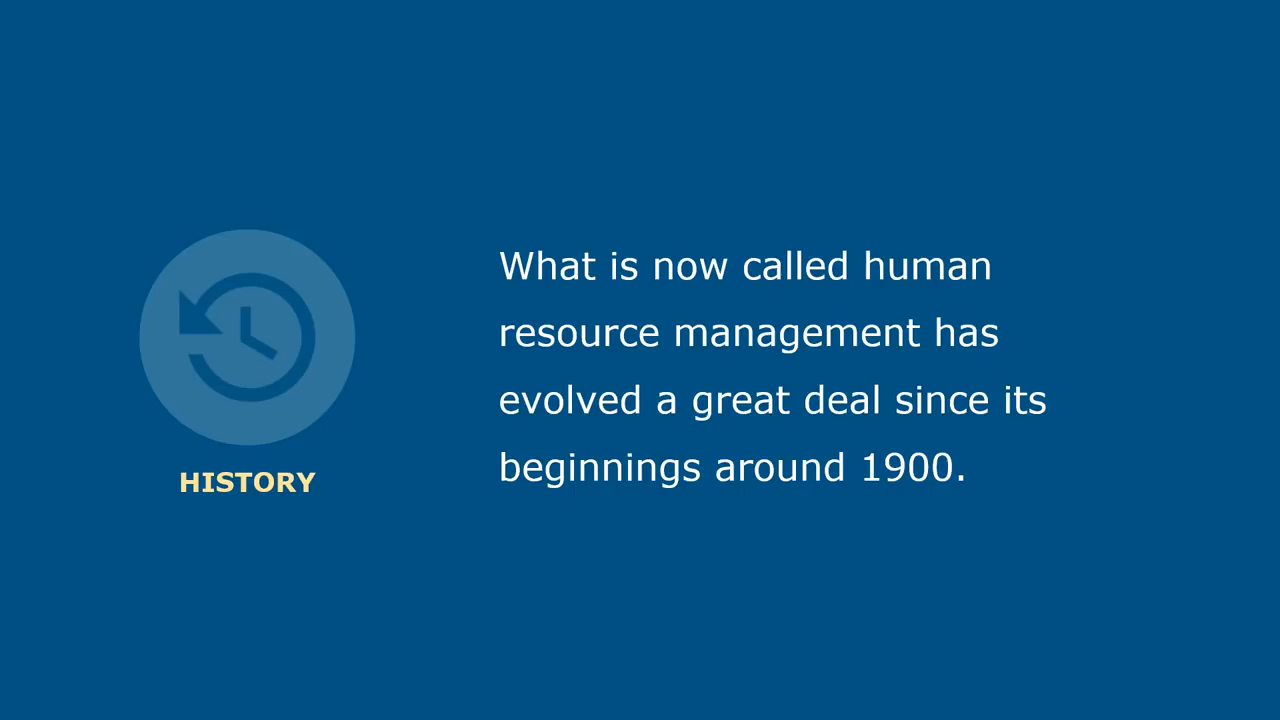 What is now called human
resource management has
evolved a great deal since its
beginnings around 1900.
HISTORY